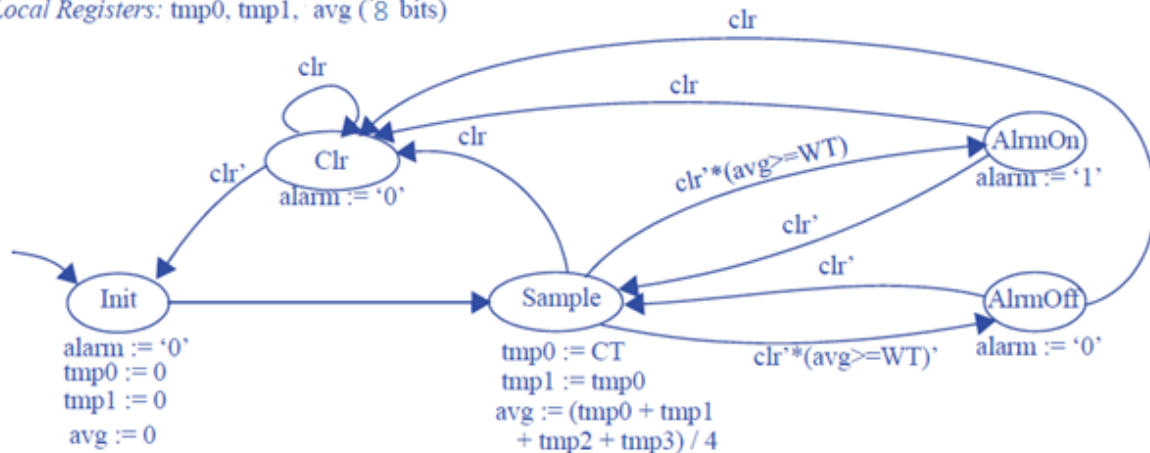 Local Registers: tmp0, tmp1, avg (8 bits)
clr
clr
clr
clr
Clr
alarm := ‘0’
clr’
clr’*(avg>=WT)
AlrmOn
alarm := ‘1’
clr’
clr’
Init
alarm := ‘0’
tmp0 := 0
tmp1 := 0
avg := 0
Sample
tmp0 := CT
tmp1 := tmp0
avg := (tmp0 + tmp1
+ tmp2 + tmp3) / 4
clr’*(avg>=WT)’
AlrmOff
alarm := ‘0’